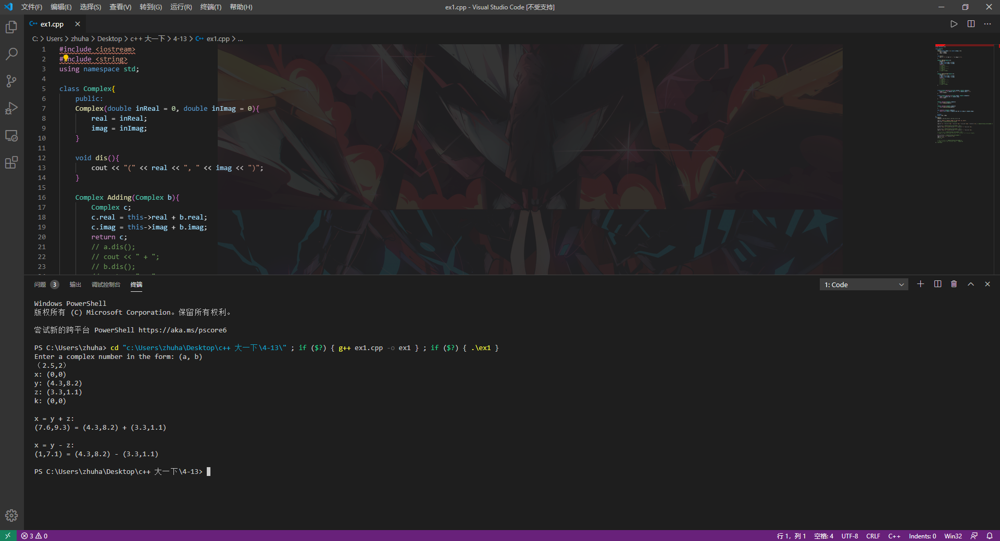 文件(F) 编辑(E) 选择(S) 查看(V) 转到(G) 运行(R) 终端(T) 帮助(H)
ex1.cpp - Visual Studio Code [不受支持]
ex1.cpp
C: > Users > zhuha > Desktop > c++ 大一下 > 4-13 > ex1.cpp > ...
1 #include <iostream>
2 #include <string>
3 using namespace std;
4
5 class Complex{
6 public:
7 Complex(double inReal = 0, double inImag = 0){
8 real = inReal;
9 imag = inImag;
10 }
11
12 void dis(){
13 cout << "(" << real << ", " << imag << ")";
14 }
15
16 Complex Adding(Complex b){
17 Complex c;
18 c.real = this->real + b.real;
19 c.imag = this->imag + b.imag;
20 return c;
21 // a.dis();
22 // cout << " + ";
23 // b.dis();
问题 3 输出 调试控制台 终端
1: Code
Windows PowerShell
版权所有 (C) Microsoft Corporation。保留所有权利。
尝试新的跨平台 PowerShell https://aka.ms/pscore6
PS C:\Users\zhuha> cd "c:\Users\zhuha\Desktop\c++ 大一下\4-13\" ; if ($?) { g++ ex1.cpp -o ex1 } ; if ($?) { .\ex1 }
Enter a complex number in the form: (a, b)
（2.5,2）
x: (0,0)
y: (4.3,8.2)
z: (3.3,1.1)
k: (0,0)
x = y + z:
(7.6,9.3) = (4.3,8.2) + (3.3,1.1)
x = y - z:
(1,7.1) = (4.3,8.2) - (3.3,1.1)
PS C:\Users\zhuha\Desktop\c++ 大一下\4-13>
3 0
行 1，列 1 空格: 4 UTF-8 CRLF C++ Indents: 0 Win32